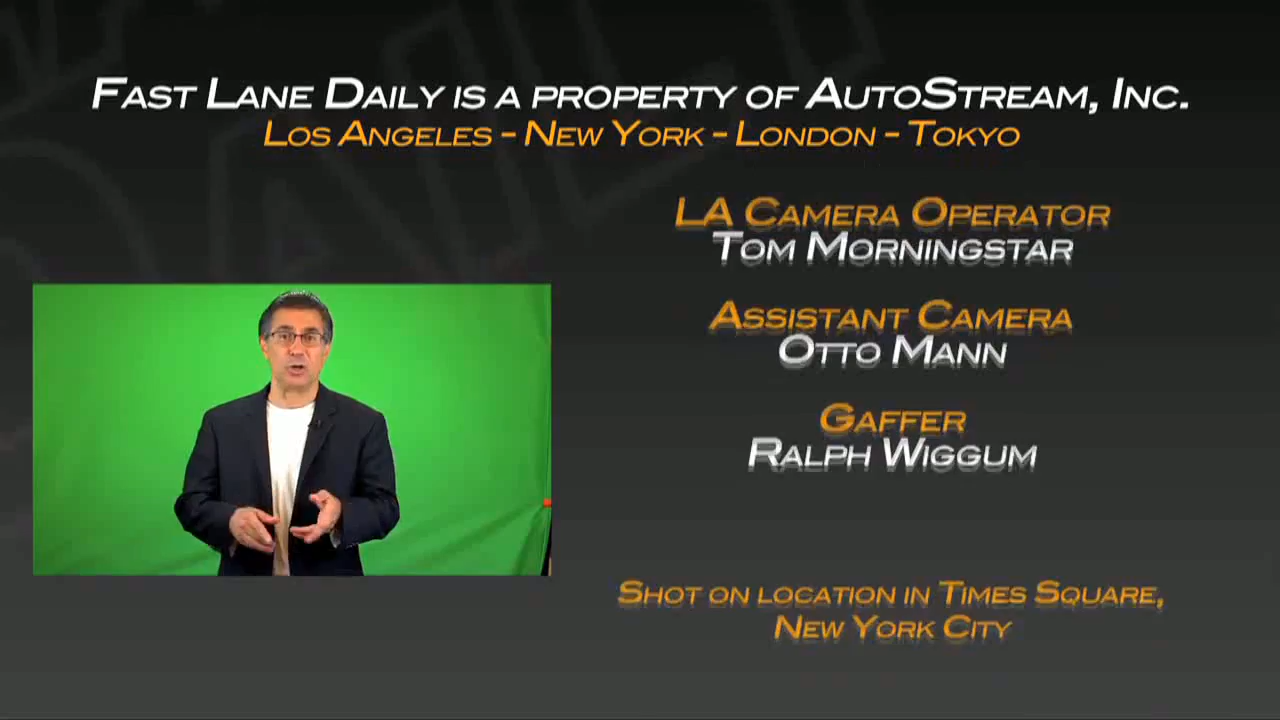 Fast Lane Daily is a property of AutoStream, Inc.
Los Angeles - New York - London - Tokyo
LA Camera Operator
Tom Morningstar
Assistant Camera
Otto Mann
Gaffer
Ralph Wiggum
Shot on location in Times Square,
New York City